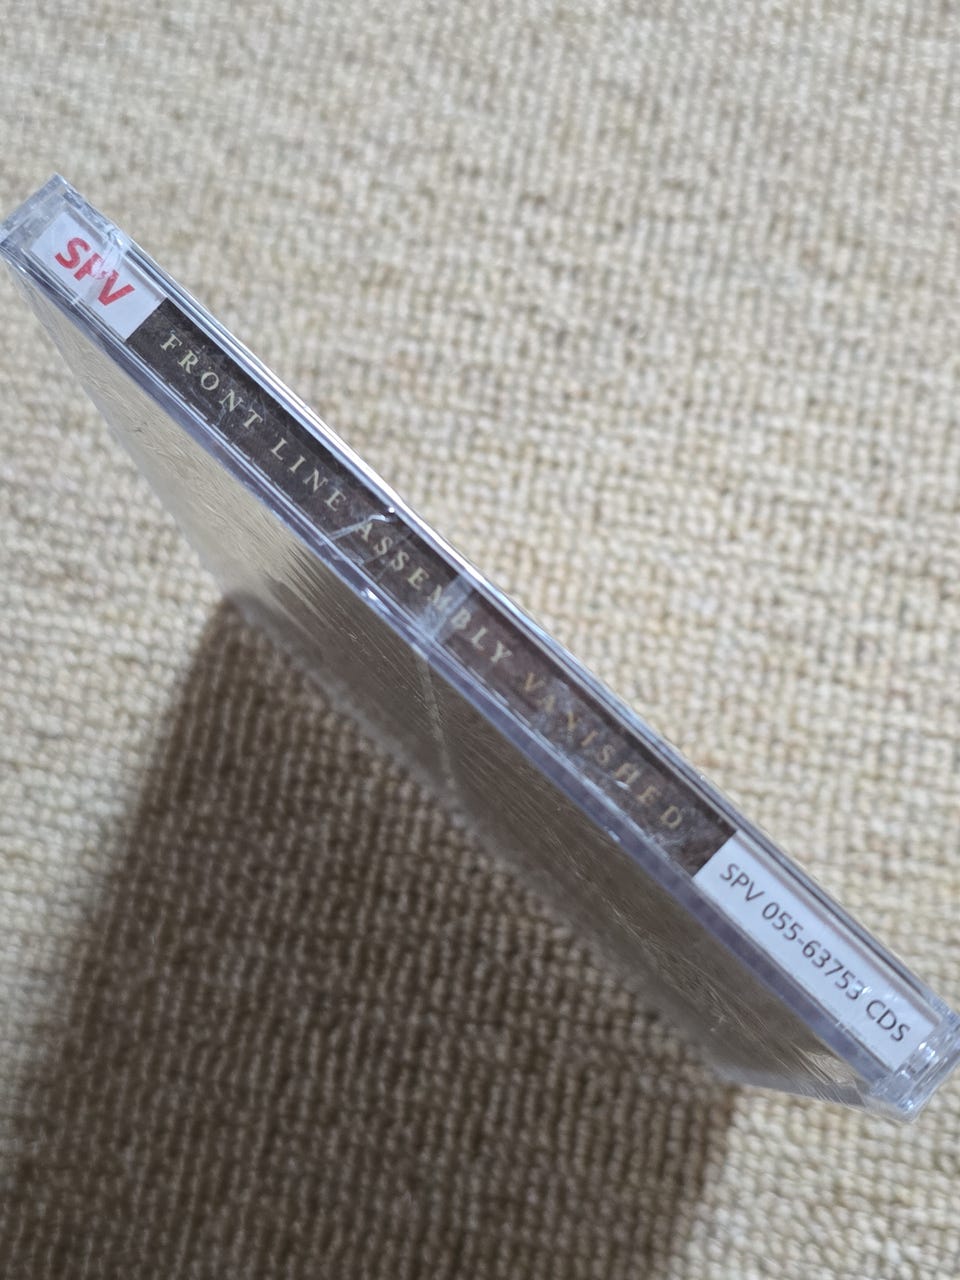 SPV
FRONT LINE ASSEMBLY VANISHED
SPV 055-63753 CDS